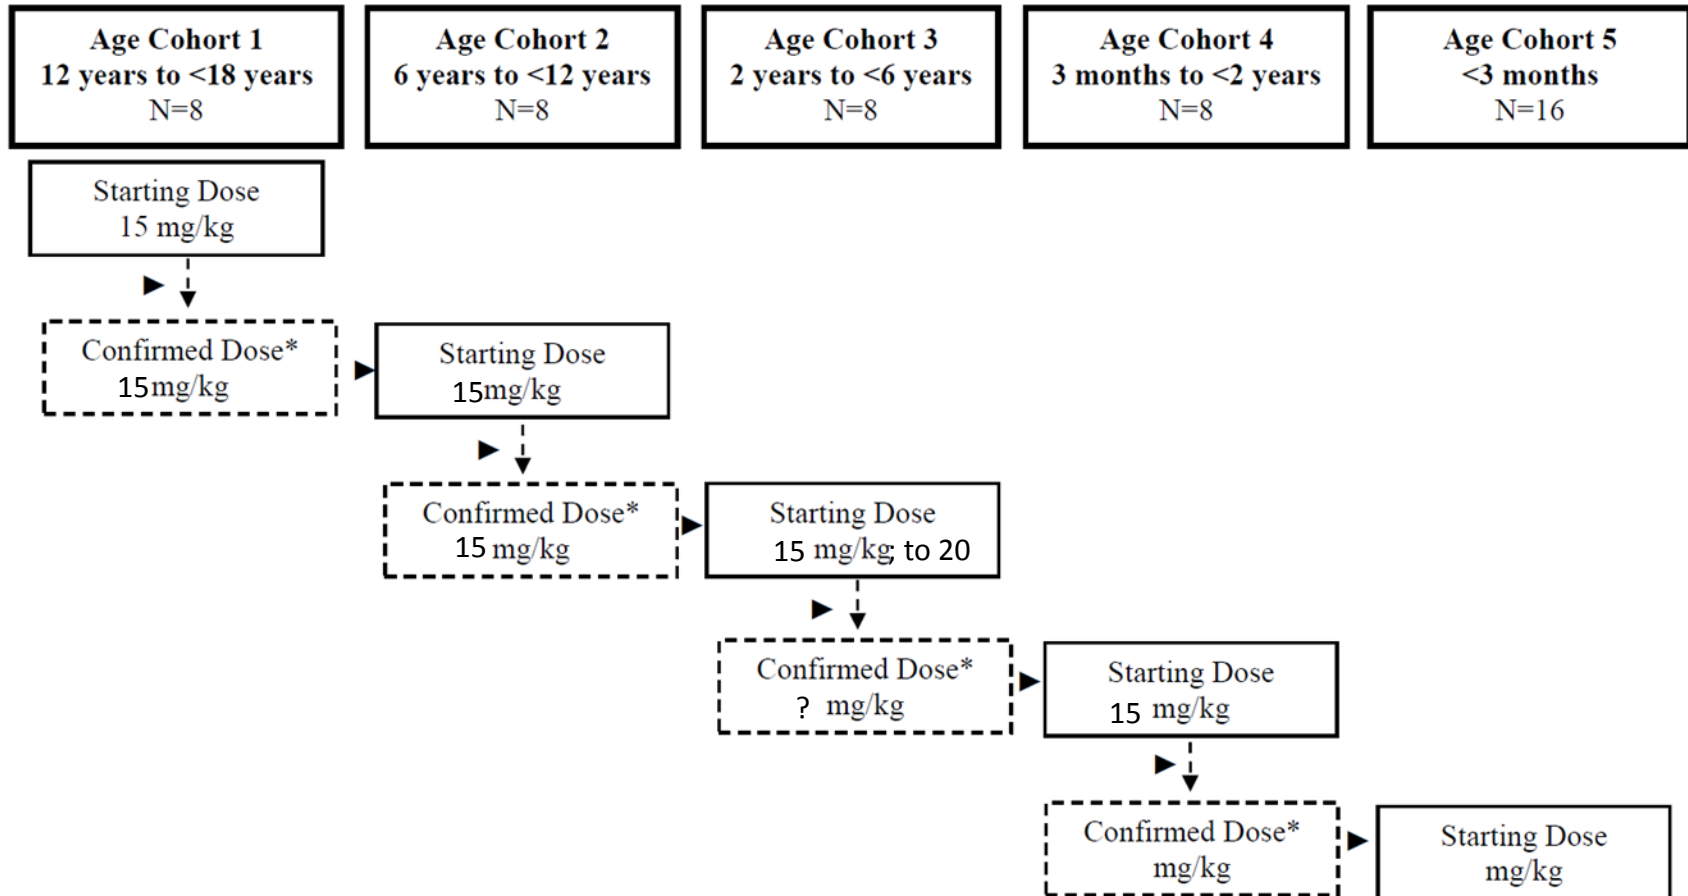 Age Cohort 1
12 years to <18 years
N=8
Age Cohort 2
6 years to <12 years
N=8
Age Cohort 3
2 years to <6 years
N=8
Age Cohort 4
3 months to <2 years
N=8
Age Cohort 5
<3 months
N=16
Starting Dose
15 mg/kg
Confirmed Dose*
15mg/kg
Starting Dose
15mg/kg
Confirmed Dose*
15 mg/kg
Starting Dose
15 mg/kg; to 20
Confirmed Dose*
? mg/kg
Starting Dose
15 mg/kg
Confirmed Dose*
mg/kg
Starting Dose
mg/kg